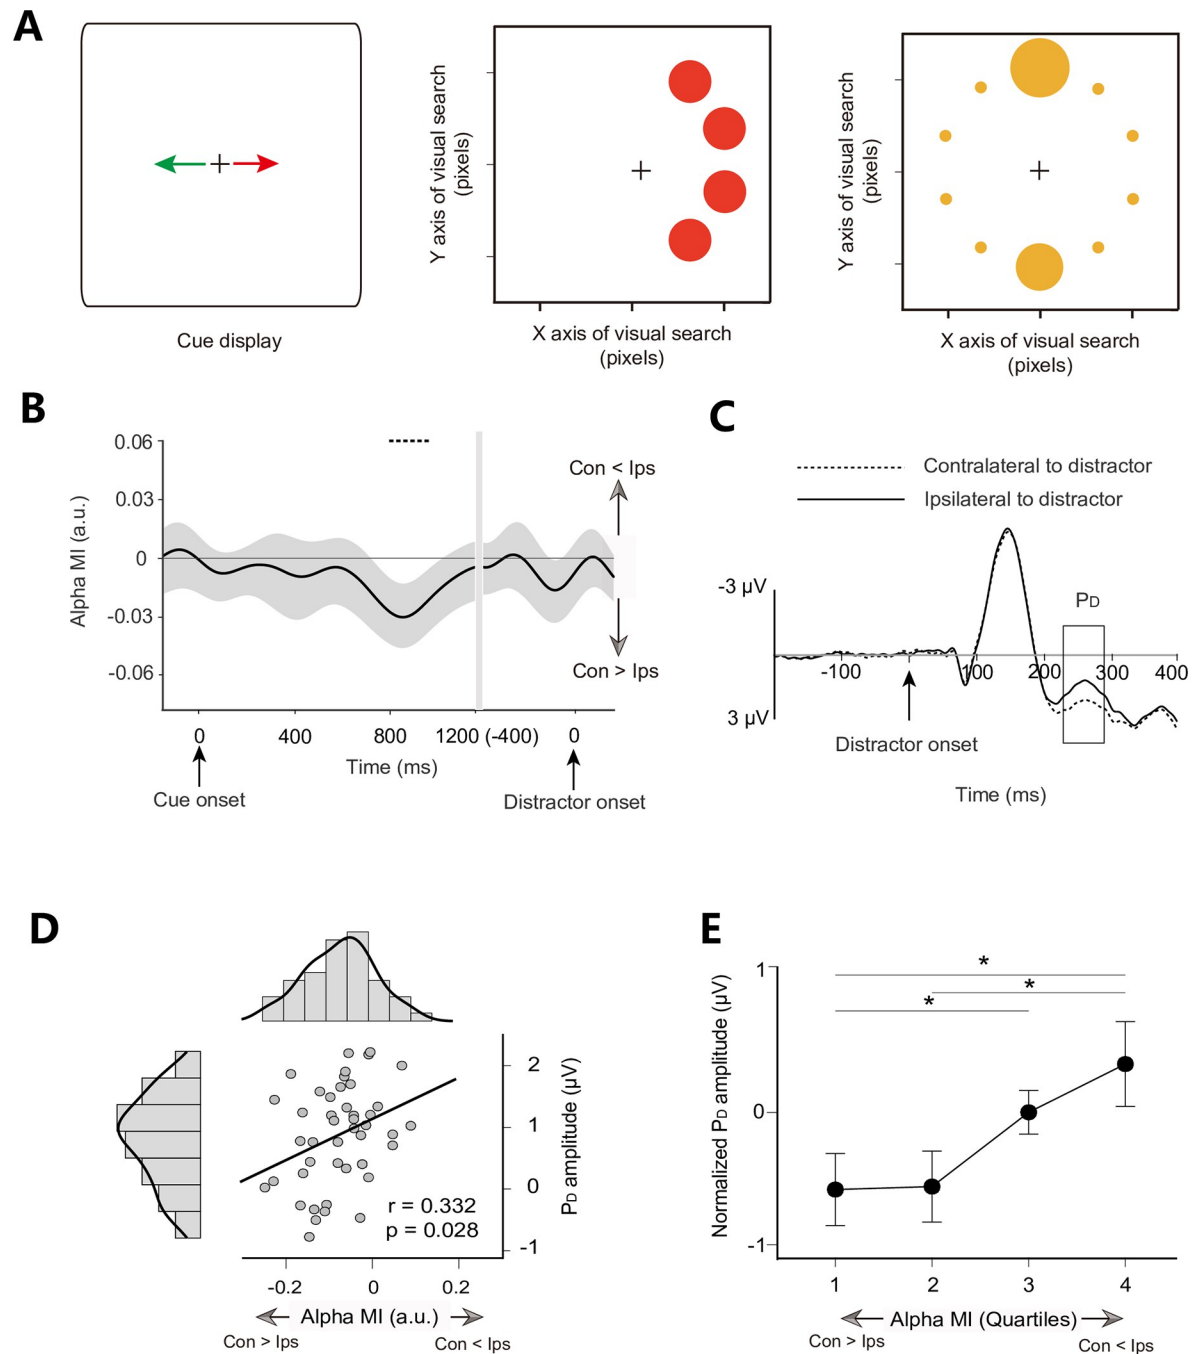 A
Cue display
Y axis of visual search
(pixels)
X axis of visual search
(pixels)
Y axis of visual search
(pixels)
X axis of visual search
(pixels)
B
Alpha MI (a.u.)
0.06
0.03
0
-0.03
-0.06
Con < Ips
Con > Ips
0
400
800
1200 (-400)
0
Time (ms)
Cue onset
Distractor onset
C
Contralateral to distractor
Ipsilateral to distractor
-3 µV
3 µV
PD
-100
100
200
300
400
Distractor onset
Time (ms)
D
2
1
0
-1
PD amplitude (µV)
r = 0.332
p = 0.028
-0.2
0
0.2
Alpha MI (a.u.)
Con > Ips
Con < Ips
E
Normalized PD amplitude (µV)
1
0
-1
*
*
*
1
2
3
4
Alpha MI (Quartiles)
Con > Ips
Con < Ips